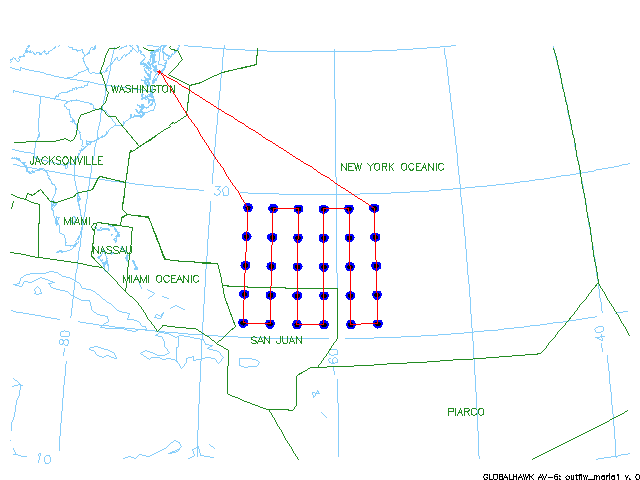 WASHINGTON
JACKSONVILLE
NEW YORK OCEANIC
30
MIAMI
NASSAU
MIAMI OCEANIC
-80
SAN JUAN
-60
-40
PIARCO
10
GLOBALHAWK AV-6: outflw_merle1 v. 0